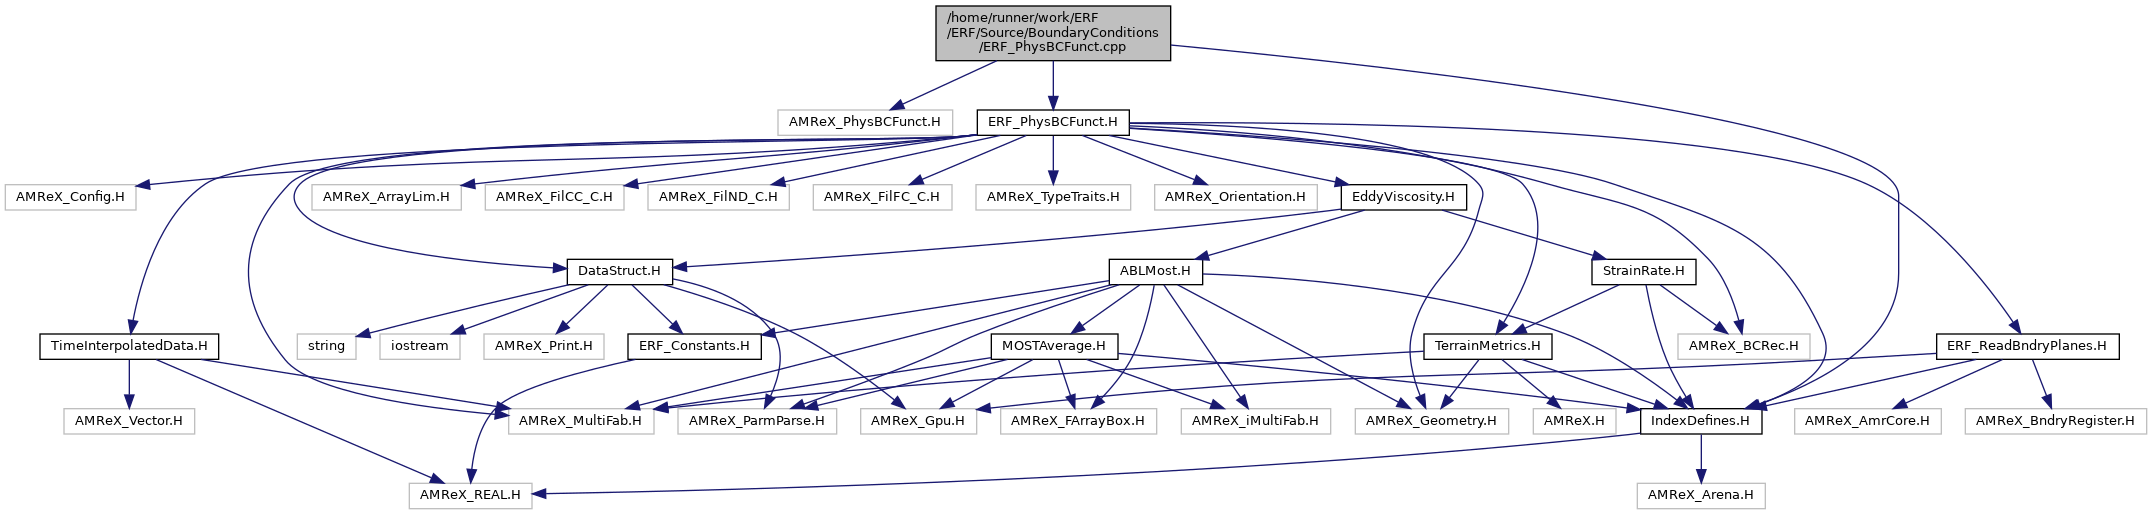 /home/runner/work/ERF
/ERF/Source/BoundaryConditions
/ERF_PhysBCFunct.cpp
AMReX_PhysBCFunct.H
ERF_PhysBCFunct.H
AMReX_Config.H
AMReX_ArrayLim.H
AMReX_FilCC_C.H
AMReX_FilND_C.H
AMReX_FilFC_C.H
AMReX_TypeTraits.H
AMReX_Orientation.H
EddyViscosity.H
DataStruct.H
ABLMost.H
StrainRate.H
TimeInterpolatedData.H
string
iostream
AMReX_Print.H
ERF_Constants.H
MOSTAverage.H
TerrainMetrics.H
AMReX_BCRec.H
ERF_ReadBndryPlanes.H
AMReX_Vector.H
AMReX_MultiFab.H
AMReX_ParmParse.H
AMReX_Gpu.H
AMReX_FArrayBox.H
AMReX_iMultiFab.H
AMReX_Geometry.H
AMReX.H
IndexDefines.H
AMReX_AmrCore.H
AMReX_BndryRegister.H
AMReX_REAL.H
AMReX_Arena.H